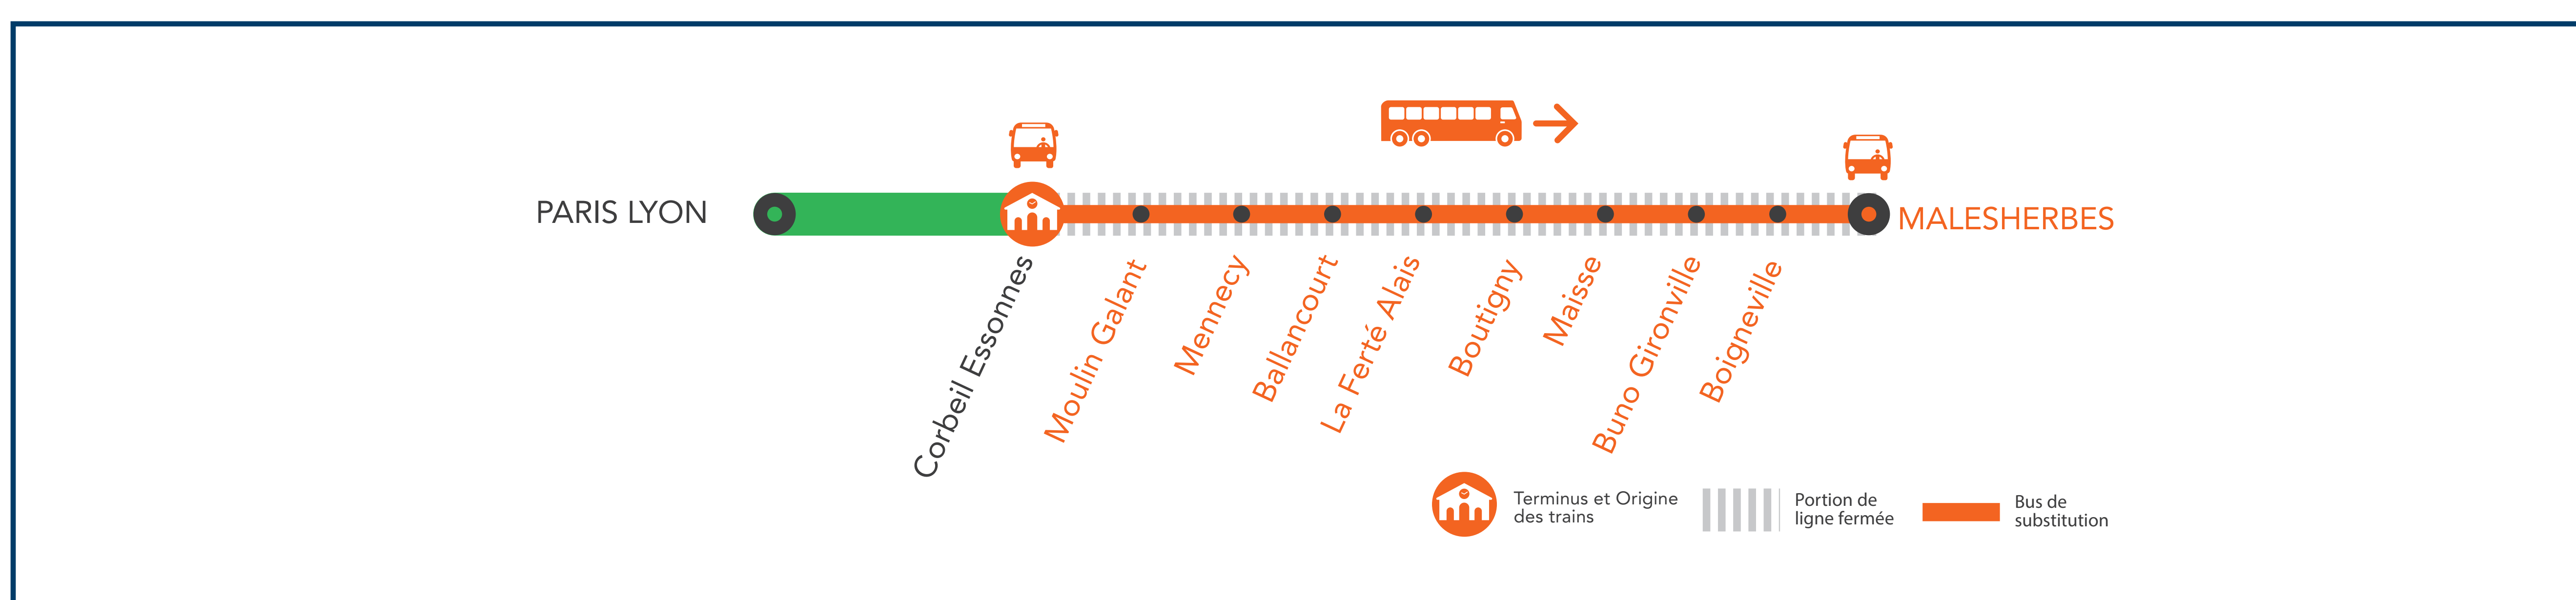 PARIS LYON
MALESHERBES
Corbeil Essonnes
Moulin Galant
Mennecy
Ballancourt
La Ferté Alais
Boutigny
Maisse
Buno Gironville
Boigneville
Terminus et Origine
des trains
Portion de
ligne fermée
Bus de
substitution